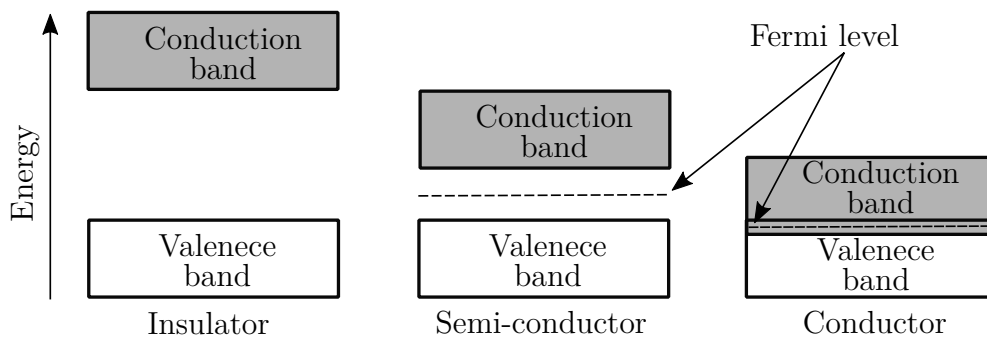 Energy
Conduction
band
Valenece
band
Insulator
Conduction
band
Valenece
band
Semi-conductor
Fermi level
Conduction
band
Valenece
band
Conductor